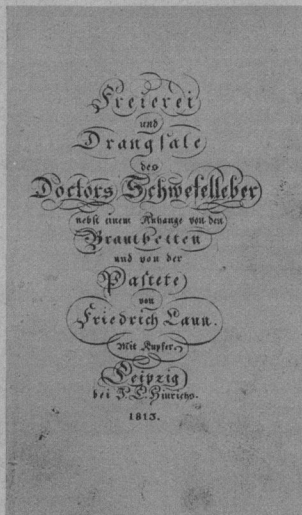 Freierei
und
Drangsale
des
Doctors Schwefelleber
nebst einem Anhange von den
Brautbetten
und von der
Pastete
von
Friedrich Laun.
Mit Kupfer.
Leipzig
bei J. C. Hinrichs.
1813.